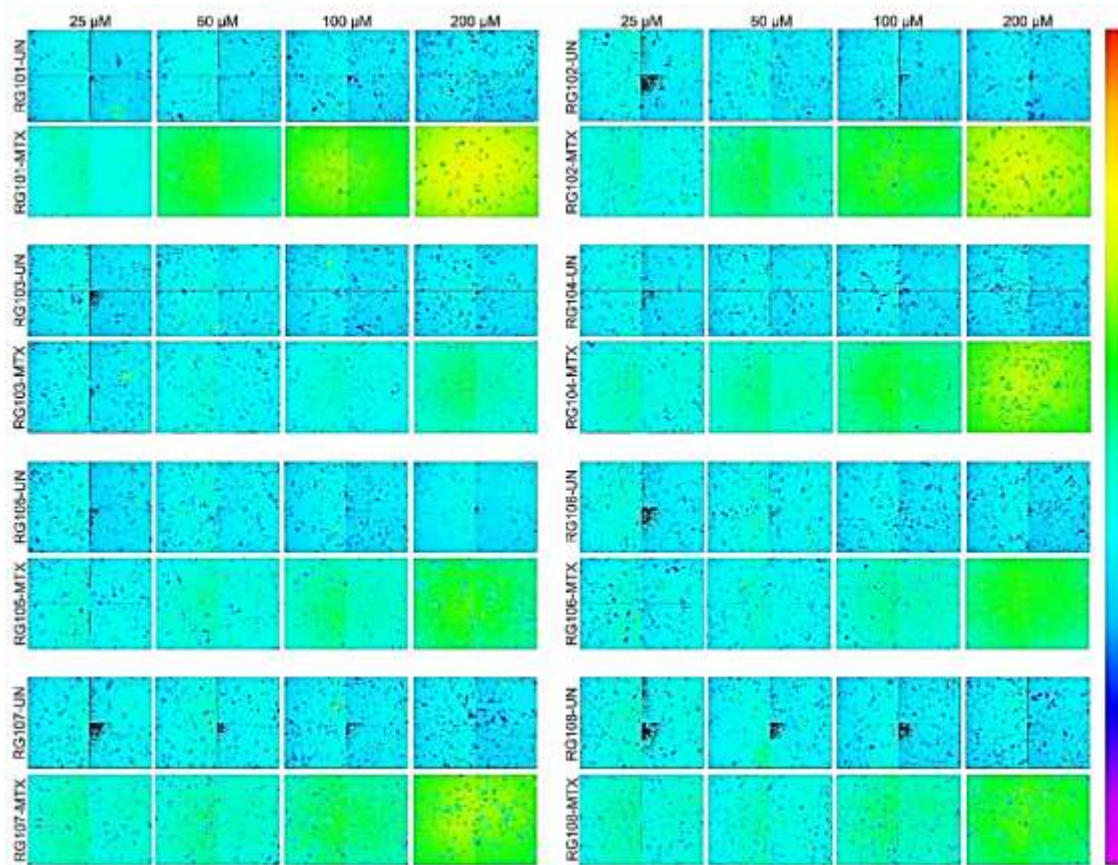 25 µM 50 µM 100 µM 200 µM 25 µM 50 µM 100 µM 200 µM
RG101-UN RG102-UN
RG101-MTX RG102-MTX
RG103-UN RG104-UN
RG103-MTX RG104-MTX
RG105-UN RG106-UN
RG105-MTX RG106-MTX
RG107-UN RG108-UN
RG107-MTX RG108-MTX